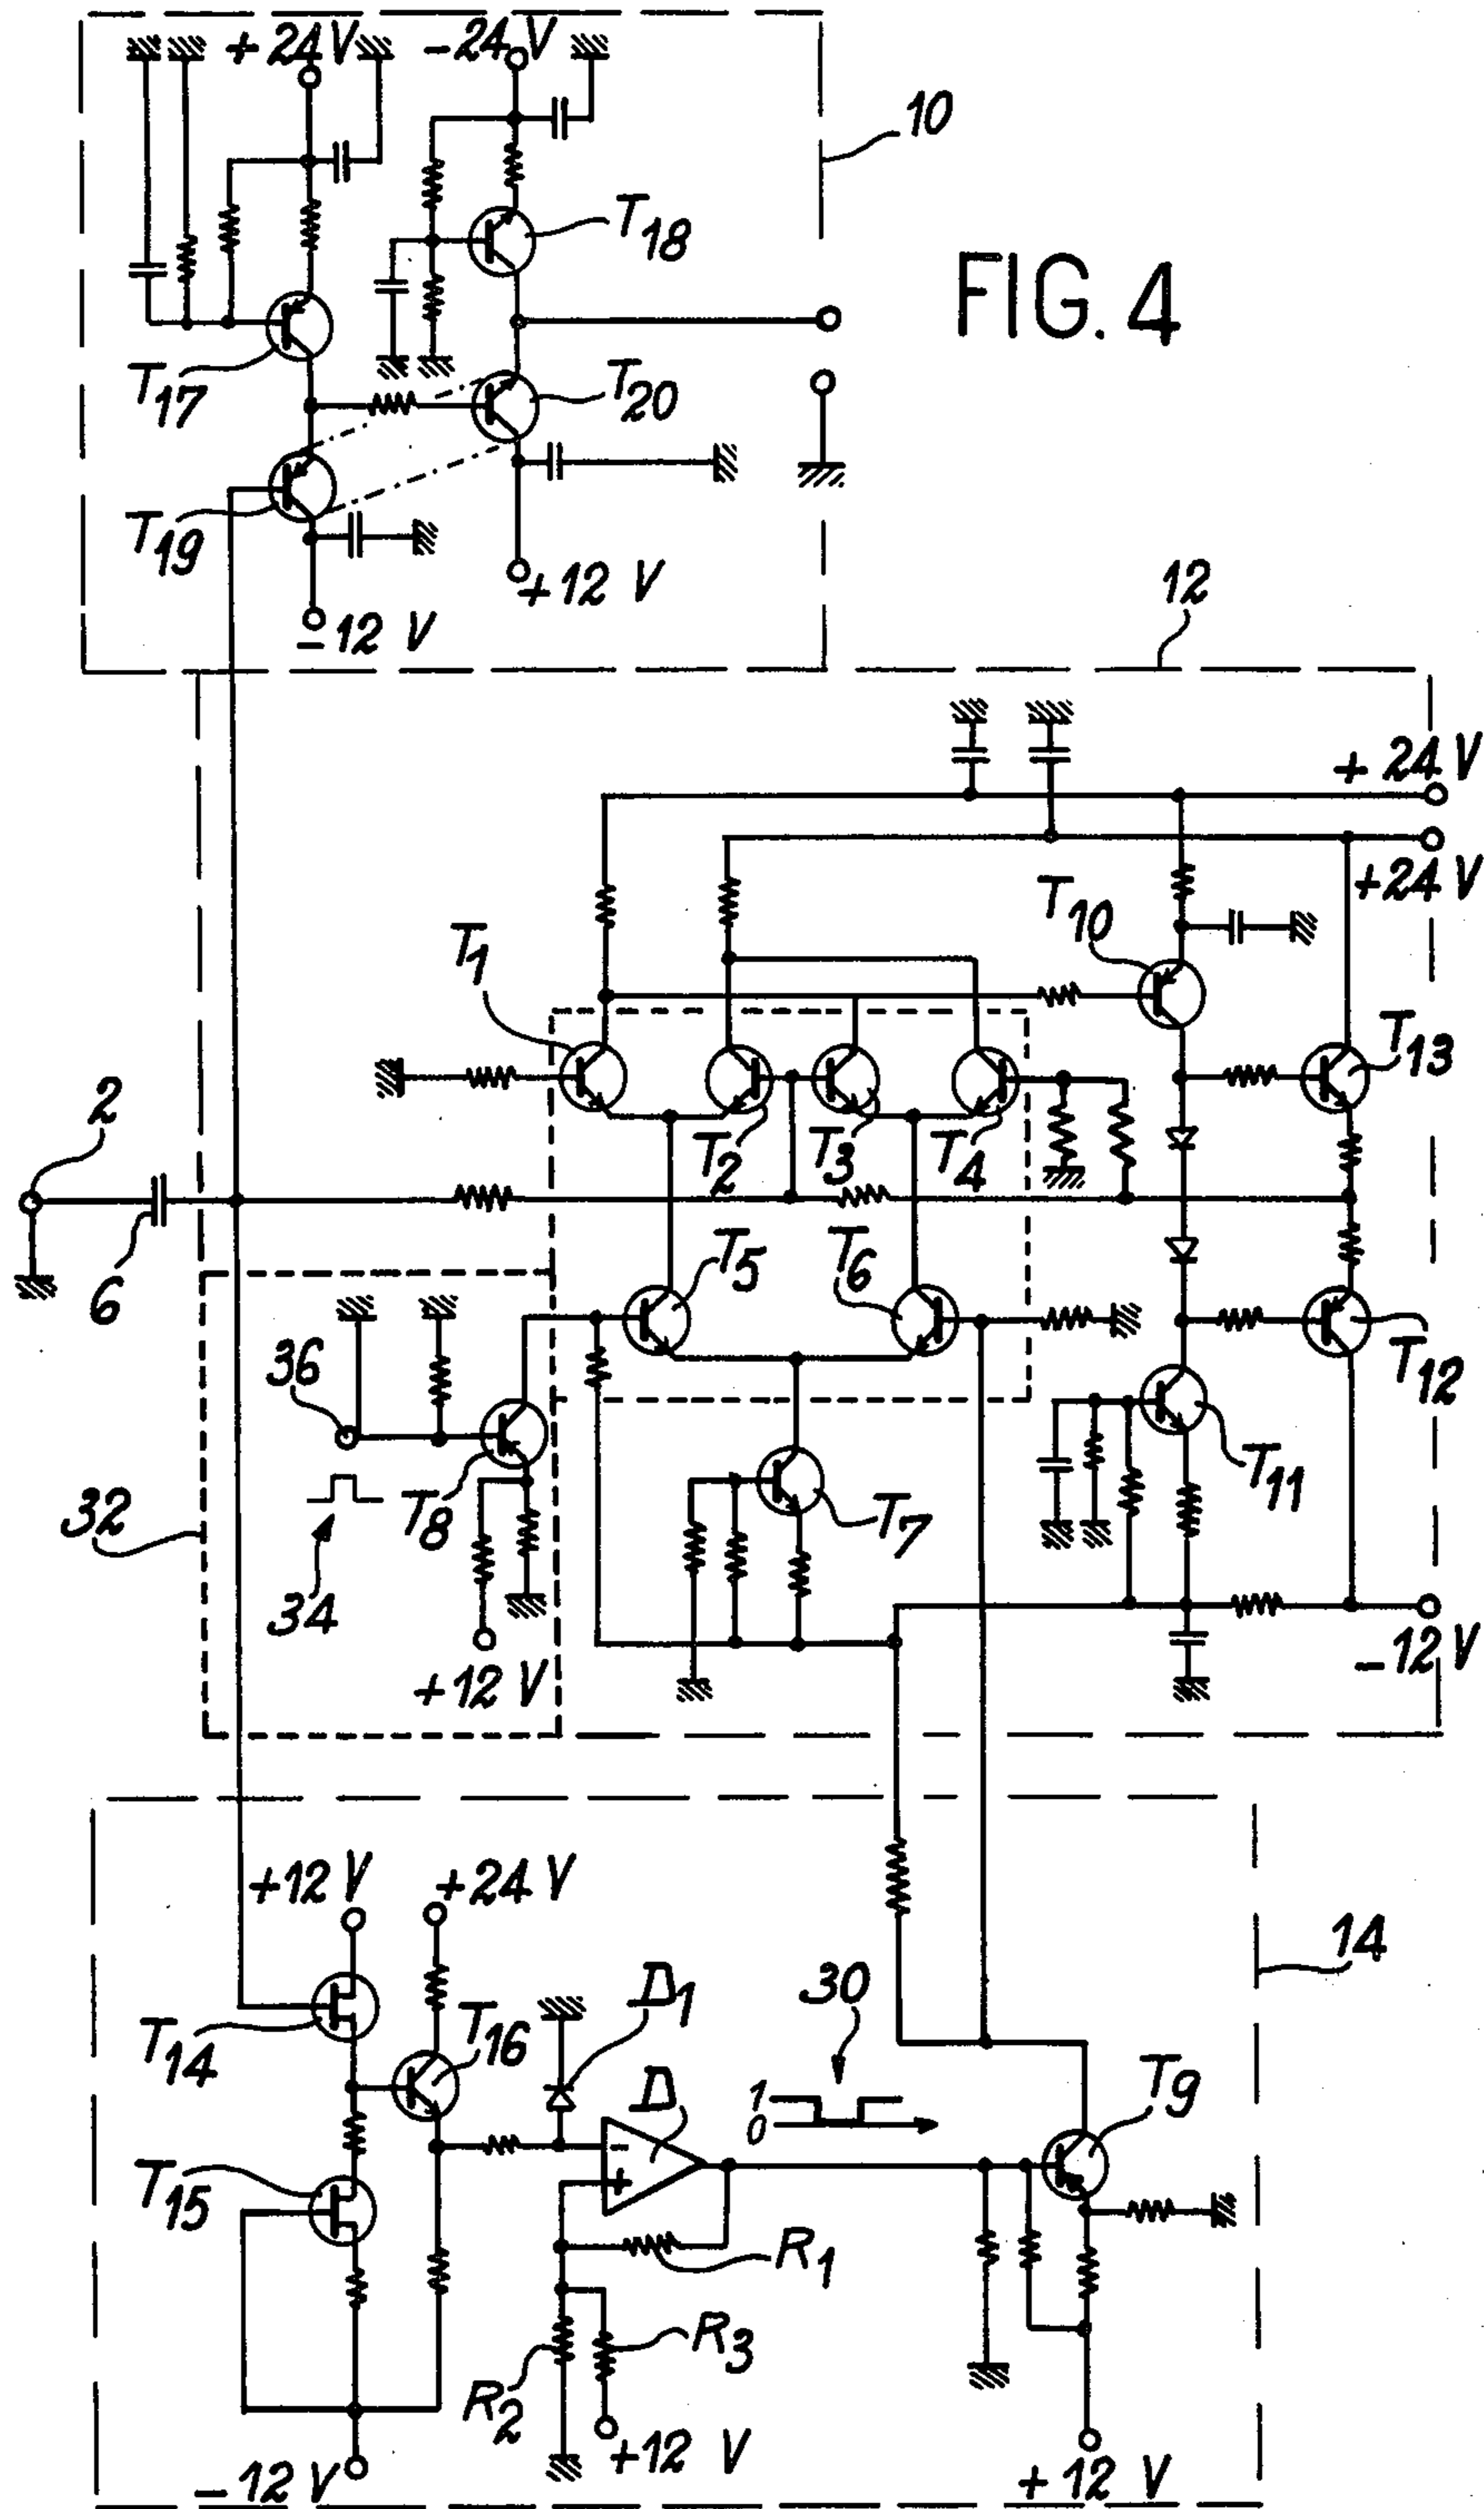 +24V
-24V
10
T18
FIG. 4
T17
T20
T19
+12 V
-12 V
12
+24V
+24V
T10
T1
T13
2
T2
T3
T4
T5
T6
6
36
T12
T8
T7
T11
32
34
+12 V
-12 V
+12 V
+24 V
14
30
D1
T14
T16
D
1
0
T9
-
+
T15
R1
R3
R2
+12 V
-12 V
+12 V